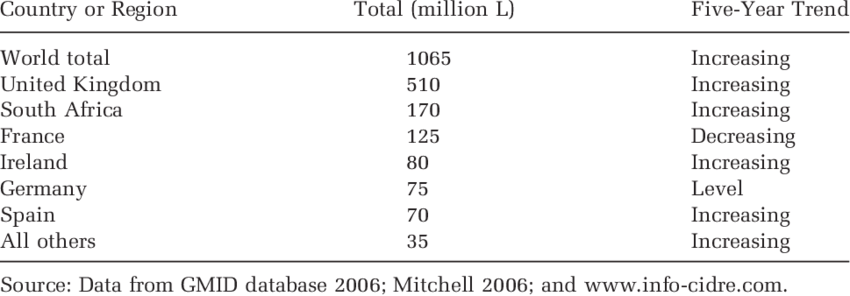 Country or Region Total (million L) Five-Year Trend
World total 1065 Increasing
United Kingdom 510 Increasing
South Africa 170 Increasing
France 125 Decreasing
Ireland 80 Increasing
Germany 75 Level
Spain 70 Increasing
All others 35 Increasing
Source: Data from GMID database 2006; Mitchell 2006; and www.info-cidre.com.